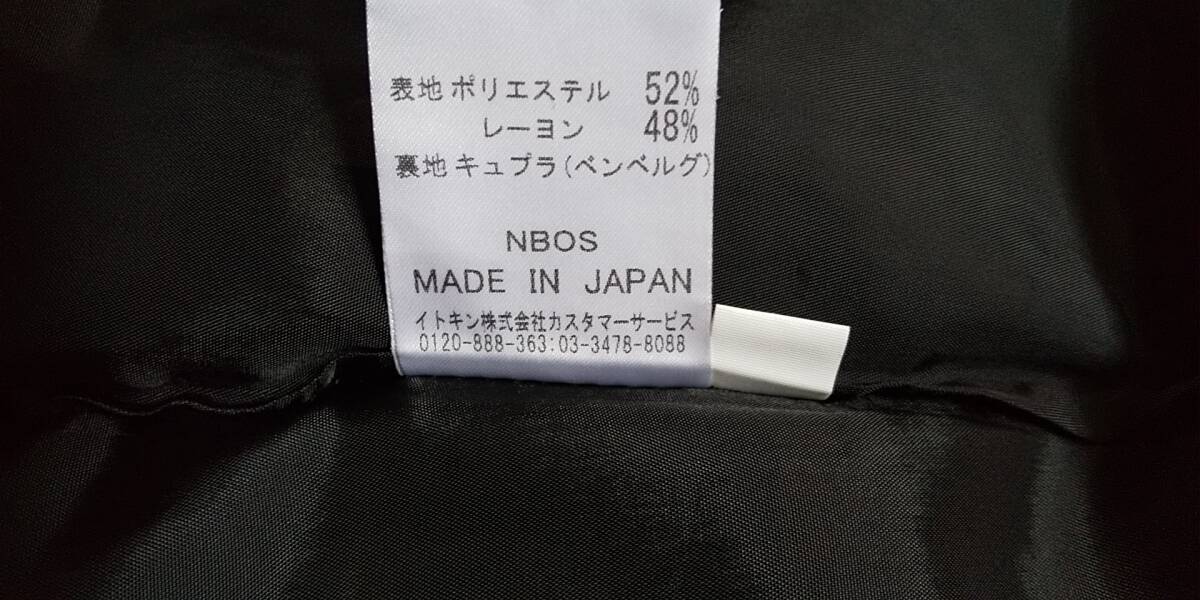 表地 ポリエステル 52%
レーヨン 48%
裏地 キュプラ(ベンベルグ)
NBOS
MADE IN JAPAN
イトキン株式会社カスタマーサービス
0120-888-363:03-3478-8088